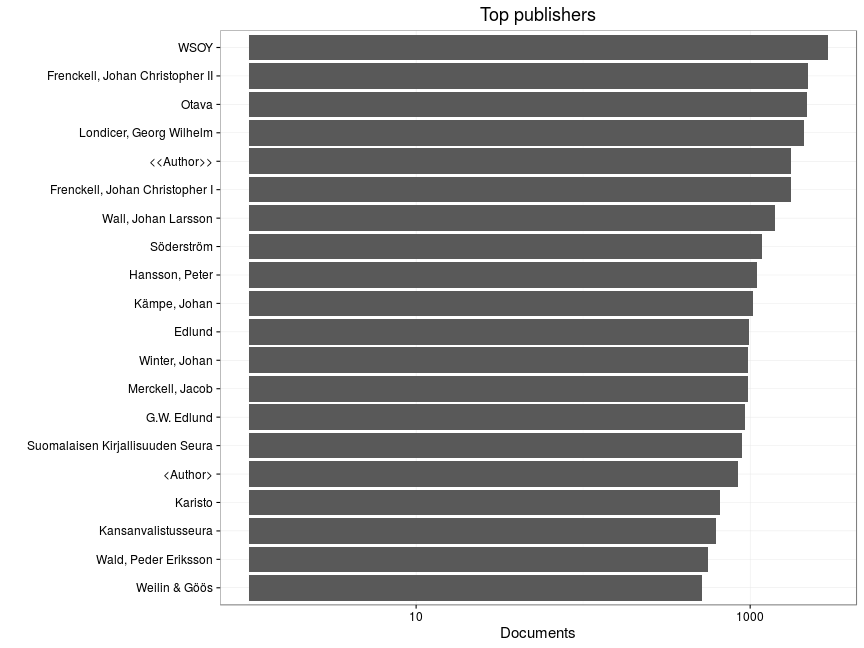 Top publishers
WSOY
Frenckell, Johan Christopher II
Otava
Londicer, Georg Wilhelm
<<Author>>
Frenckell, Johan Christopher I
Wall, Johan Larsson
Söderström
Hansson, Peter
Kämpe, Johan
Edlund
Winter, Johan
Merckell, Jacob
G.W. Edlund
Suomalaisen Kirjallisuuden Seura
<Author>
Karisto
Kansanvalistusseura
Wald, Peder Eriksson
Weilin & Göös
10 1000
Documents